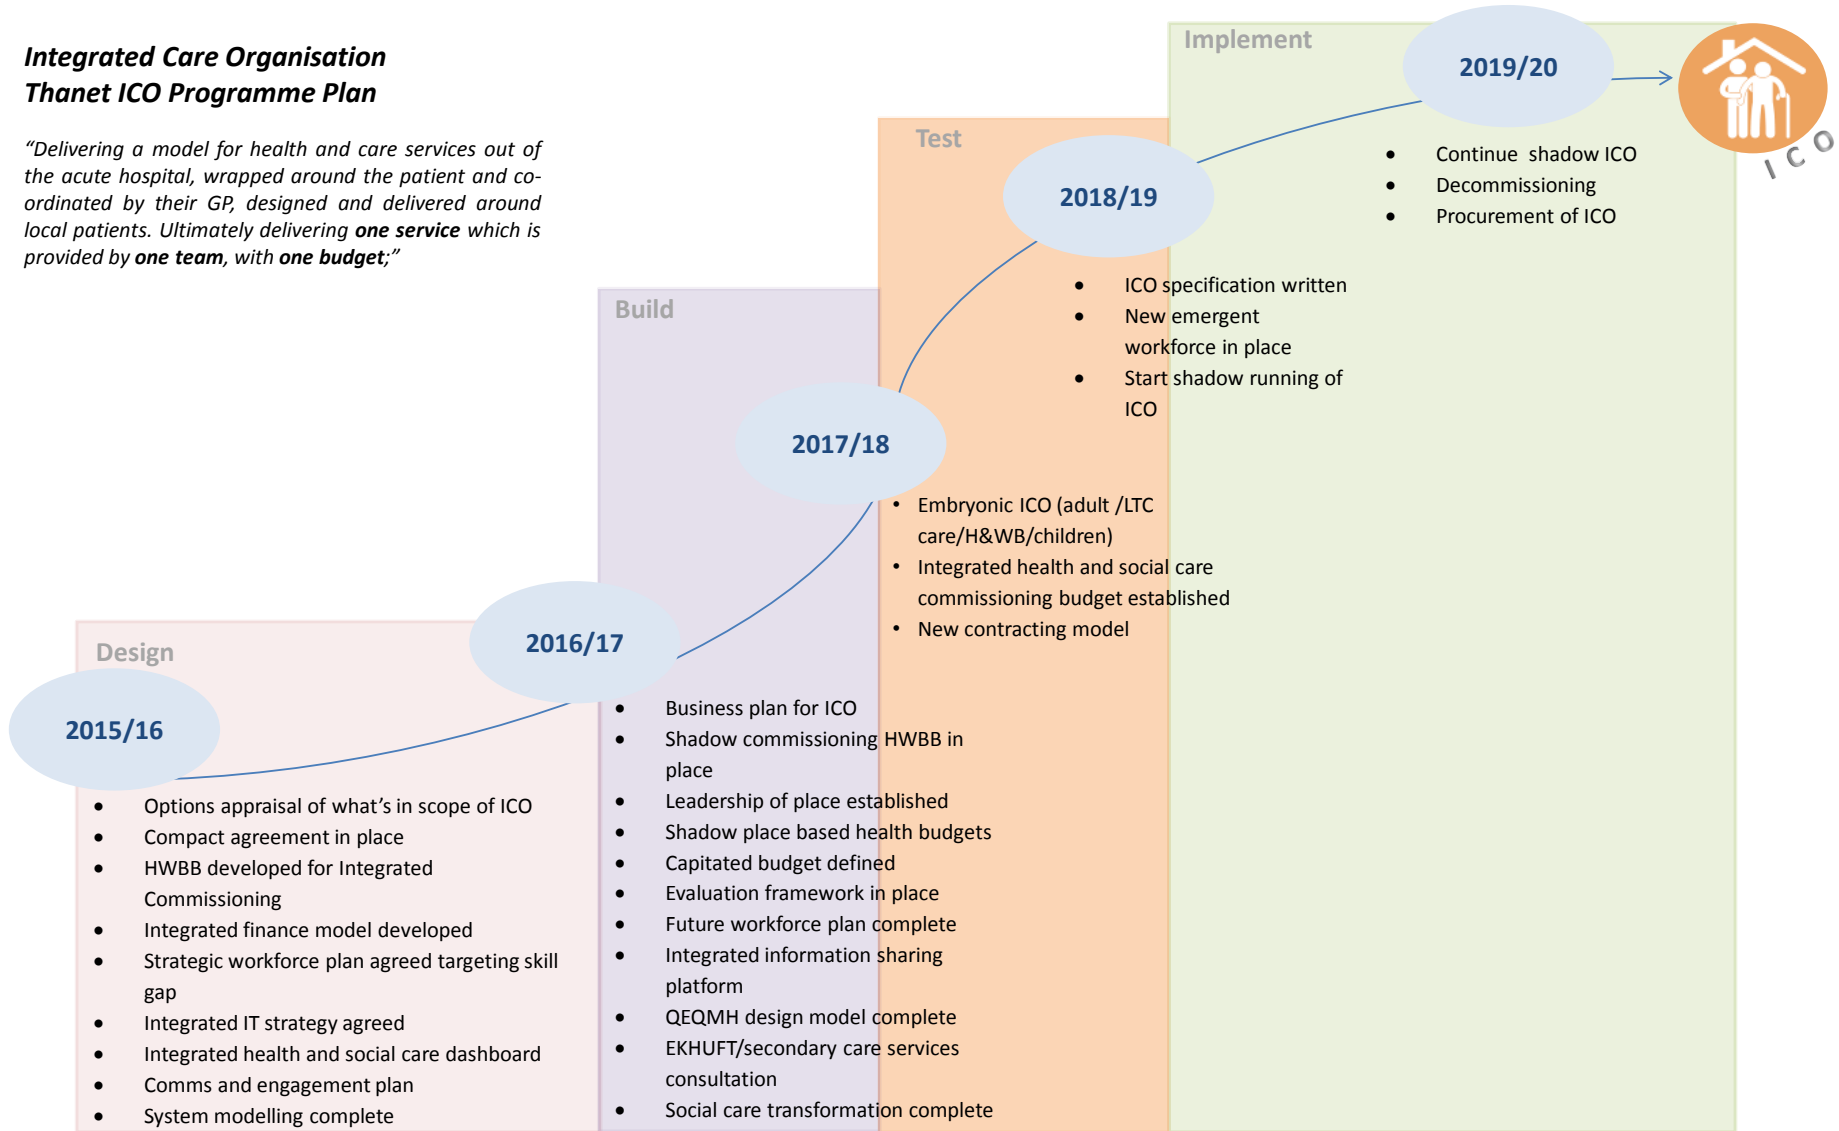 Integrated Care Organisation
Thanet ICO Programme Plan
“Delivering a model for health and care services out of
the acute hospital, wrapped around the patient and co-
ordinated by their GP, designed and delivered around
local patients. Ultimately delivering one service which is
provided by one team, with one budget;”
Design
2015/16
• Options appraisal of what’s in scope of ICO
• Compact agreement in place
• HWBB developed for Integrated
Commissioning
• Integrated finance model developed
• Strategic workforce plan agreed targeting skill
gap
• Integrated IT strategy agreed
• Integrated health and social care dashboard
• Comms and engagement plan
• System modelling complete
Build
2016/17
• Business plan for ICO
• Shadow commissioning HWBB in
place
• Leadership of place established
• Shadow place based health budgets
• Capitated budget defined
• Evaluation framework in place
• Future workforce plan complete
• Integrated information sharing
platform
• QEQMH design model complete
• EKHUFT/secondary care services
consultation
• Social care transformation complete
Test
2017/18
• Embryonic ICO (adult /LTC
care/H&WB/children)
• Integrated health and social care
commissioning budget established
• New contracting model
2018/19
• ICO specification written
• New emergent
workforce in place
• Start shadow running of
ICO
Implement
2019/20
• Continue shadow ICO
• Decommissioning
• Procurement of ICO
ICO